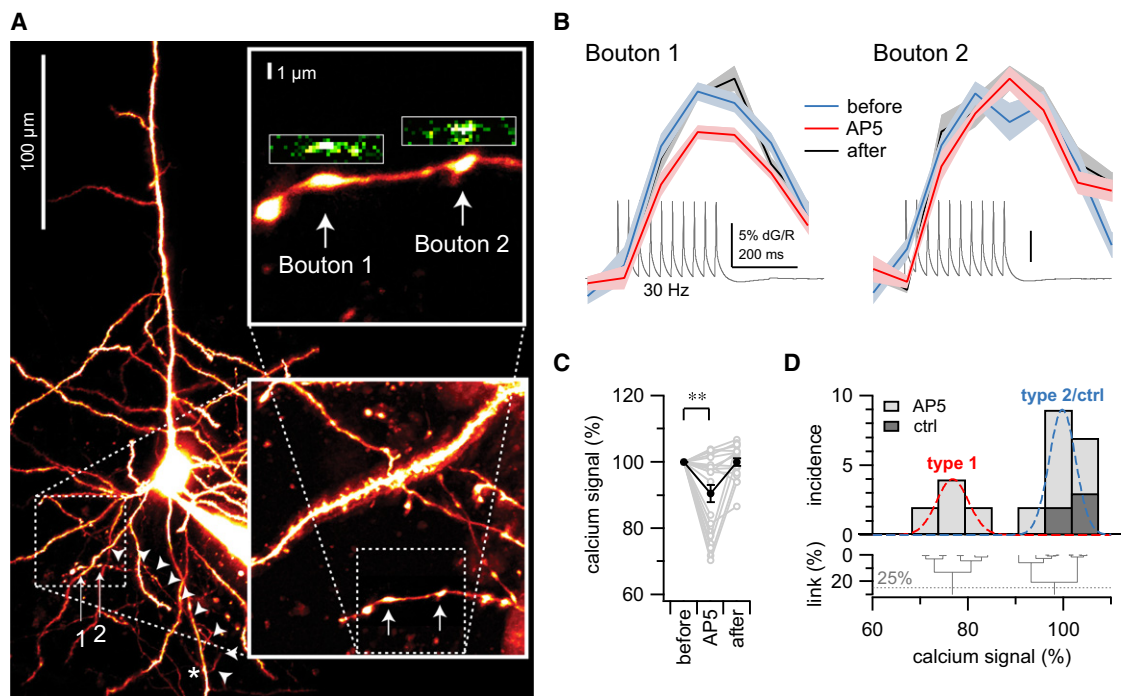 A
100 µm
1 µm
Bouton 1
Bouton 2
1
2
*
B
Bouton 1
Bouton 2
before
AP5
after
5% dG/R
200 ms
30 Hz
C
calcium signal (%)
120
100
80
60
**
before
AP5
after
D
incidence
10
5
0
AP5
ctrl
type 1
type 2/ctrl
link (%)
0
20
25%
60
80
100
calcium signal (%)